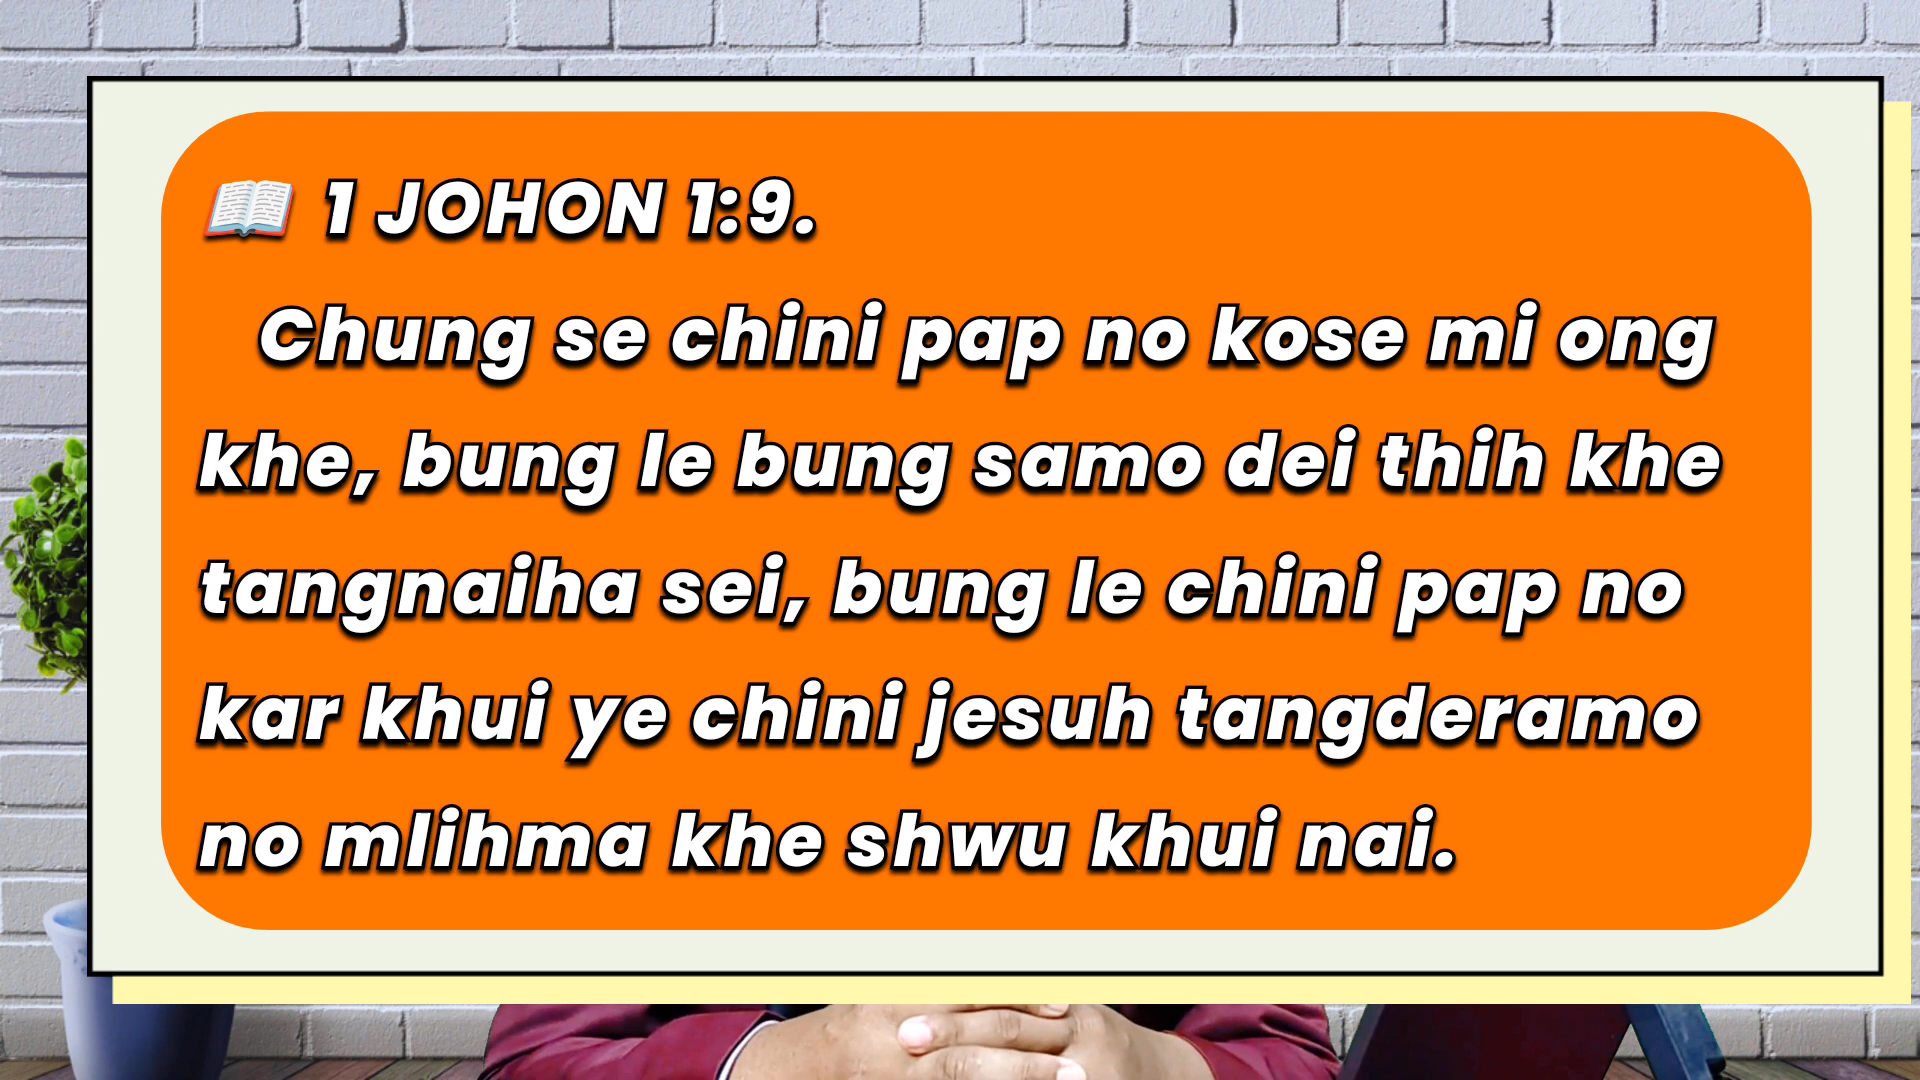 📖 1 JOHON 1:9.
Chung se chini pap no kose mi ong
khe, bung le bung samo dei thih khe
tangnaiha sei, bung le chini pap no
kar khui ye chini jesuh tangderamo
no mlihma khe shwu khui nai.